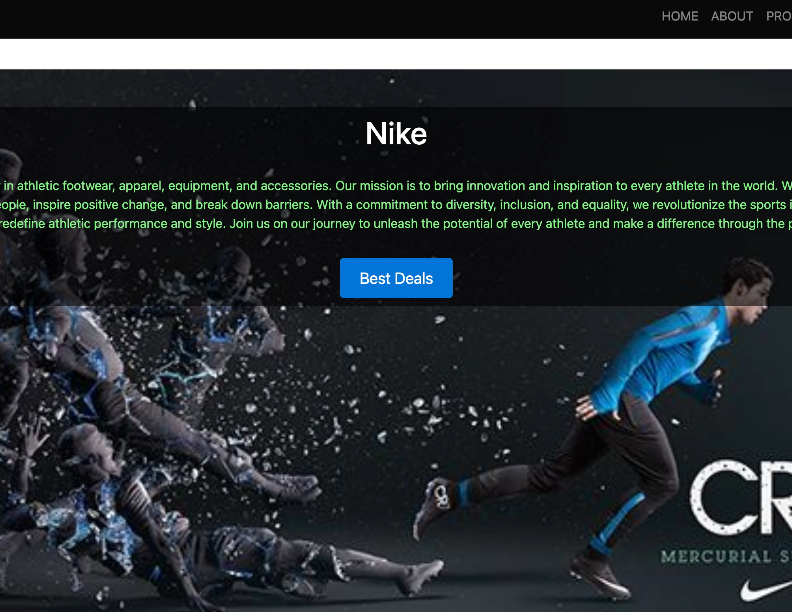 HOME ABOUT PRO
Nike
in athletic footwear, apparel, equipment, and accessories. Our mission is to bring innovation and inspiration to every athlete in the world. W
eople, inspire positive change, and break down barriers. With a commitment to diversity, inclusion, and equality, we revolutionize the sports i
redefine athletic performance and style. Join us on our journey to unleash the potential of every athlete and make a difference through the p
Best Deals
CR
CR
MERCURIAL S